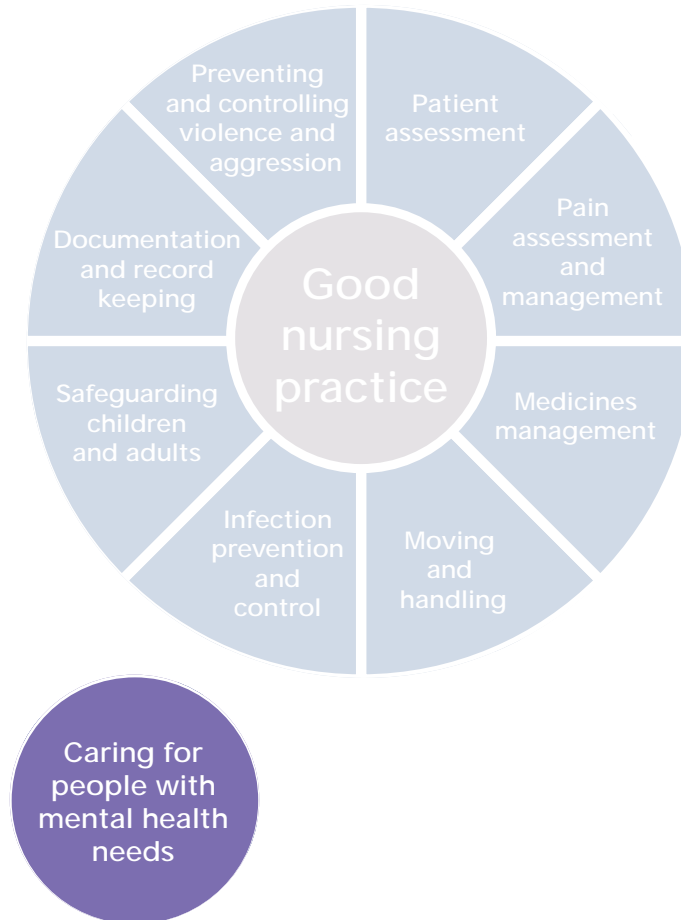 Preventing
and controlling
violence and
aggression
Patient
assessment
Pain
assessment
and
management
Medicines
management
Moving
and
handling
Infection
prevention
and
control
Safeguarding
children
and adults
Documentation
and record
keeping
Good
nursing
practice
Caring for
people with
mental health
needs